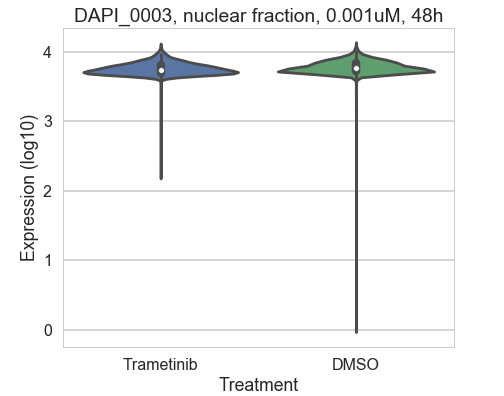 DAPI_0003, nuclear fraction, 0.001uM, 48h
4
3
2
1
0
Expression (log10)
Trametinib DMSO
Treatment